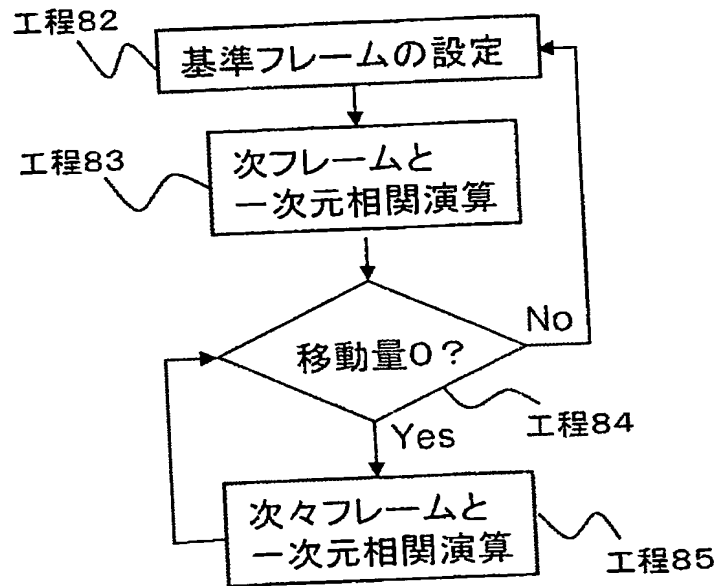 工程82
基準フレームの設定
工程83
次フレームと
一次元相関演算
移動量0？
No
工程84
Yes
次々フレームと
一次元相関演算
工程85